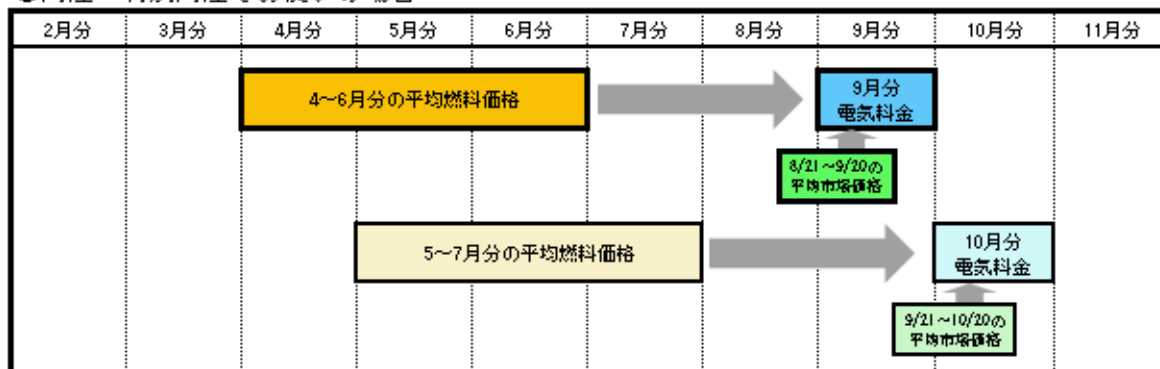 2月分 3月分 4月分 5月分 6月分 7月分 8月分 9月分 10月分 11月分
4～6月分の平均燃料価格
9月分
電気料金
8/21～9/20の
平均市場価格
5～7月分の平均燃料価格
10月分
電気料金
9/21～10/20の
平均市場価格